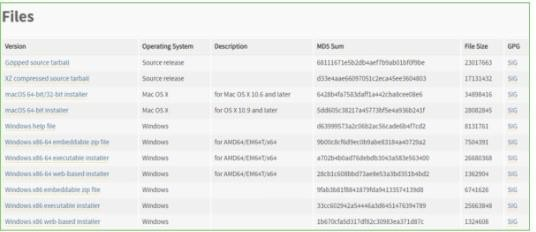 Files
Version Operating System Description MD5 Sum File Size GPG
Gzipped source tarball Source release 68111671e5b2db4aef7b9ab01bf0f9be 23017663 SIG
XZ compressed source tarball Source release d33e4aae66097051c2eca45ee3604803 17131432 SIG
macOS 64-bit/32-bit installer Mac OS X for Mac OS X 10.6 and later 6428b4fa7583daff1a442cba8cee08e6 34898416 SIG
macOS 64-bit installer Mac OS X for OS X 10.9 and later 5dd605c38217a45773bf5e4a936b241f 28082845 SIG
Windows help file Windows d63999573a2c06b2ac56cade6b4f7cd2 8131761 SIG
Windows x86-64 embeddable zip file Windows for AMD64/EM64T/x64 9b00c8cf6d9ec0b9abe83184a40729a2 7504391 SIG
Windows x86-64 executable installer Windows for AMD64/EM64T/x64 a702b4b0ad76debdb3043a583e563400 26680368 SIG
Windows x86-64 web-based installer Windows for AMD64/EM64T/x64 28cb1c608bbd73ae8e53a3bd351b4bd2 1362904 SIG
Windows x86 embeddable zip file Windows 9fab3b81f8841879fda94133574139d8 6741626 SIG
Windows x86 executable installer Windows 33cc602942a54446a3d6451476394789 25663848 SIG
Windows x86 web-based installer Windows 1b670cfa5d317df82c30983ea371d87c 1324608 SIG